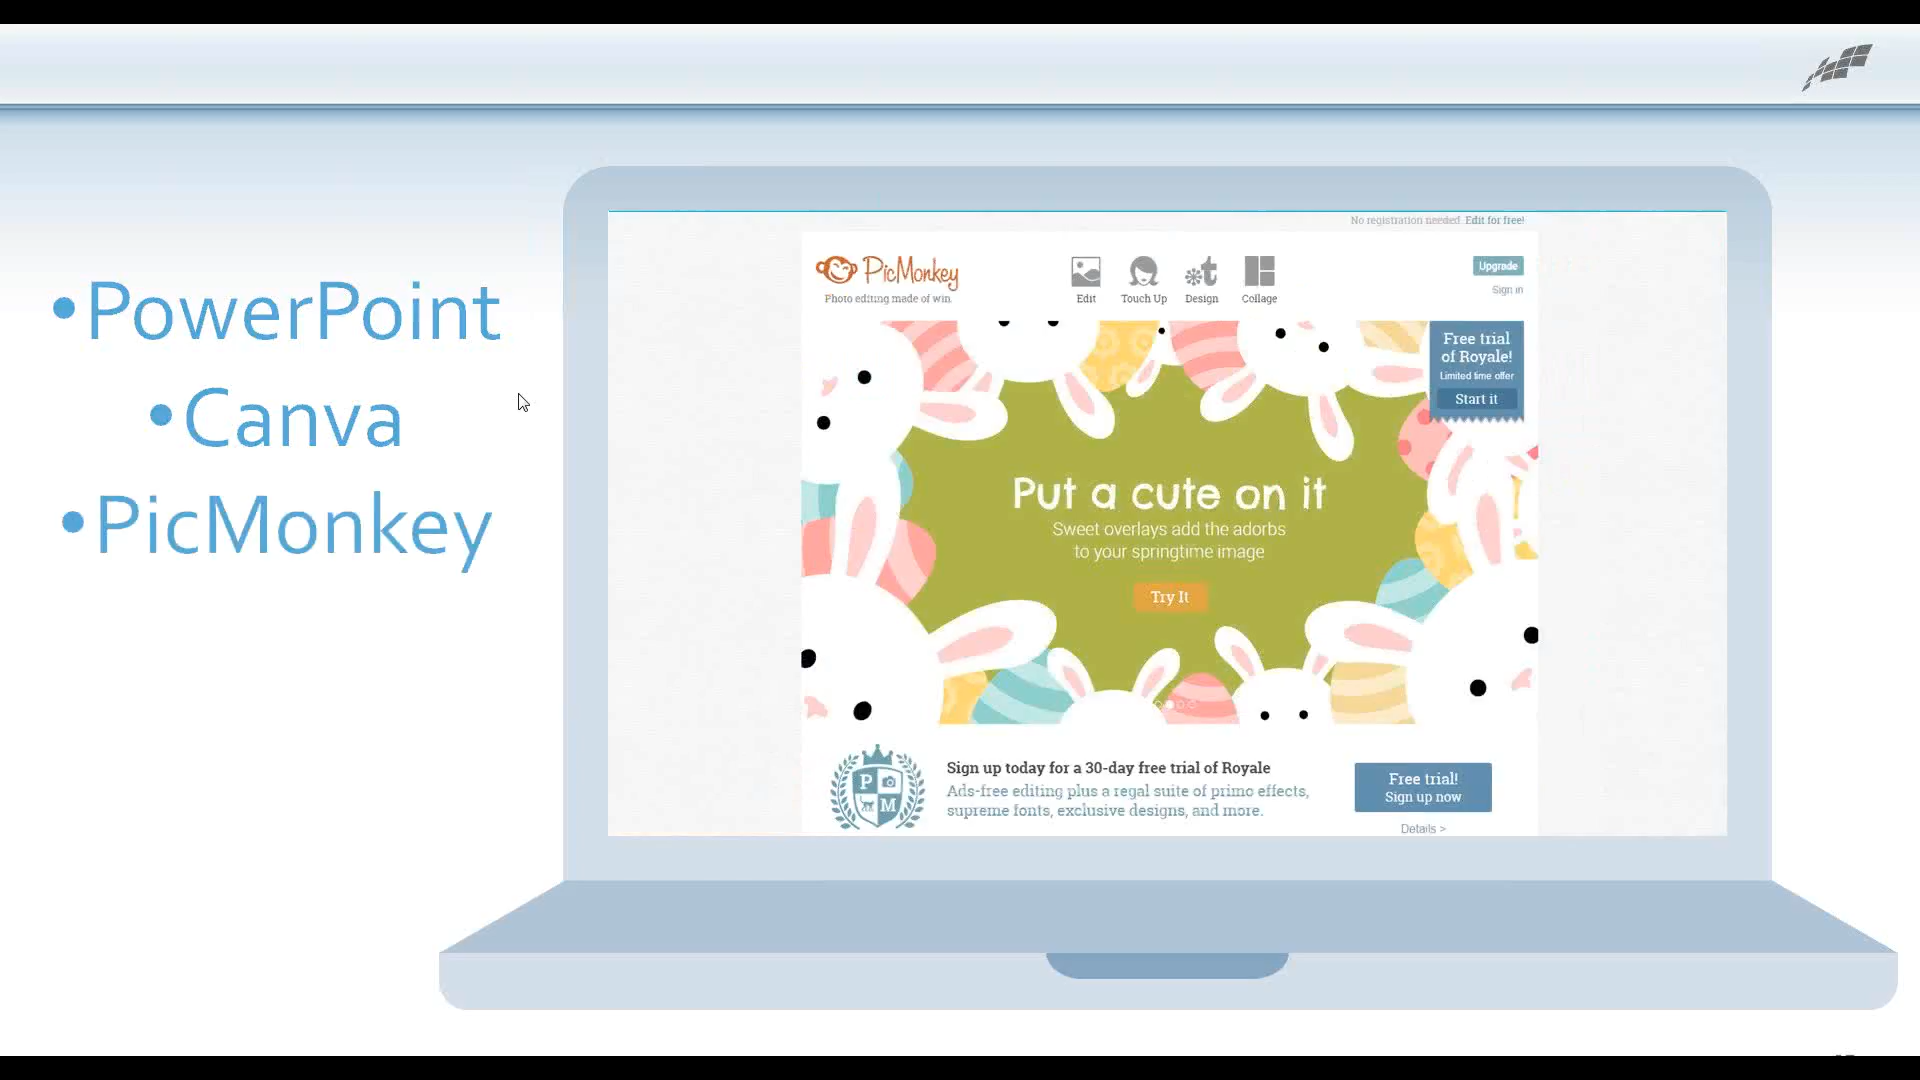 •PowerPoint
•Canva
•PicMonkey
No registration needed Edit for free!
PicMonkey
Photo editing made of win.
Edit Touch Up Design Collage
Upgrade
Sign in
Free trial
of Royale!
Limited time offer
Start it
Put a cute on it
Sweet overlays add the adorbs
to your springtime image
Try It
P
M
Sign up today for a 30-day free trial of Royale
Ads-free editing plus a regal suite of primo effects,
supreme fonts, exclusive designs, and more.
Free trial!
Sign up now
Details >